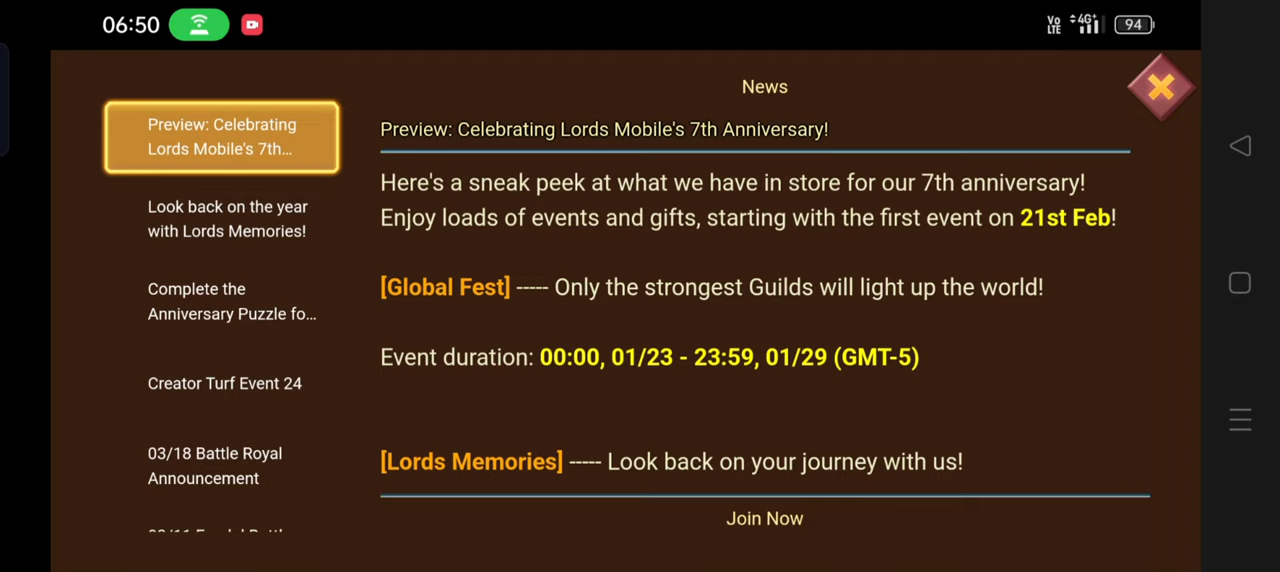 06:50
Vo LTE 4G+ 94
News
Preview: Celebrating
Lords Mobile's 7th...
Look back on the year
with Lords Memories!
Complete the
Anniversary Puzzle fo...
Creator Turf Event 24
03/18 Battle Royal
Announcement
Preview: Celebrating Lords Mobile's 7th Anniversary!
Here's a sneak peek at what we have in store for our 7th anniversary!
Enjoy loads of events and gifts, starting with the first event on 21st Feb!
[Global Fest] ----- Only the strongest Guilds will light up the world!
Event duration: 00:00, 01/23 - 23:59, 01/29 (GMT-5)
[Lords Memories] ----- Look back on your journey with us!
Join Now